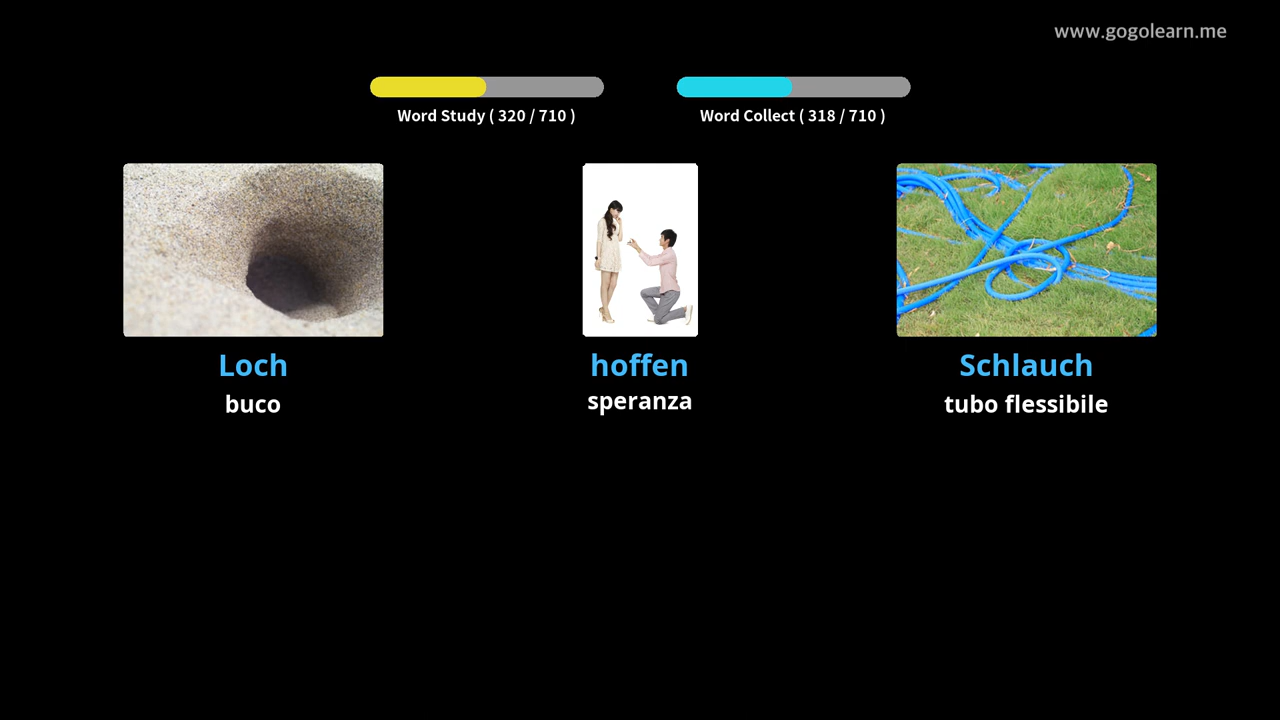 www.gogolearn.me
Word Study ( 320 / 710 )
Word Collect ( 318 / 710 )
Loch
hoffen
Schlauch
buco
speranza
tubo flessibile